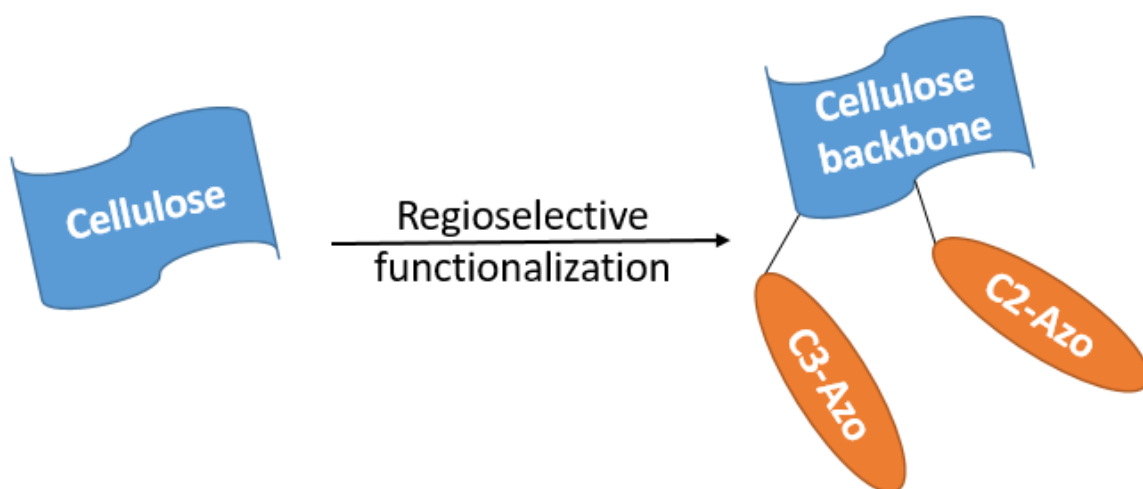 Cellulose
Regioselective
functionalization
Cellulose
backbone
C3-Azo
C2-Azo